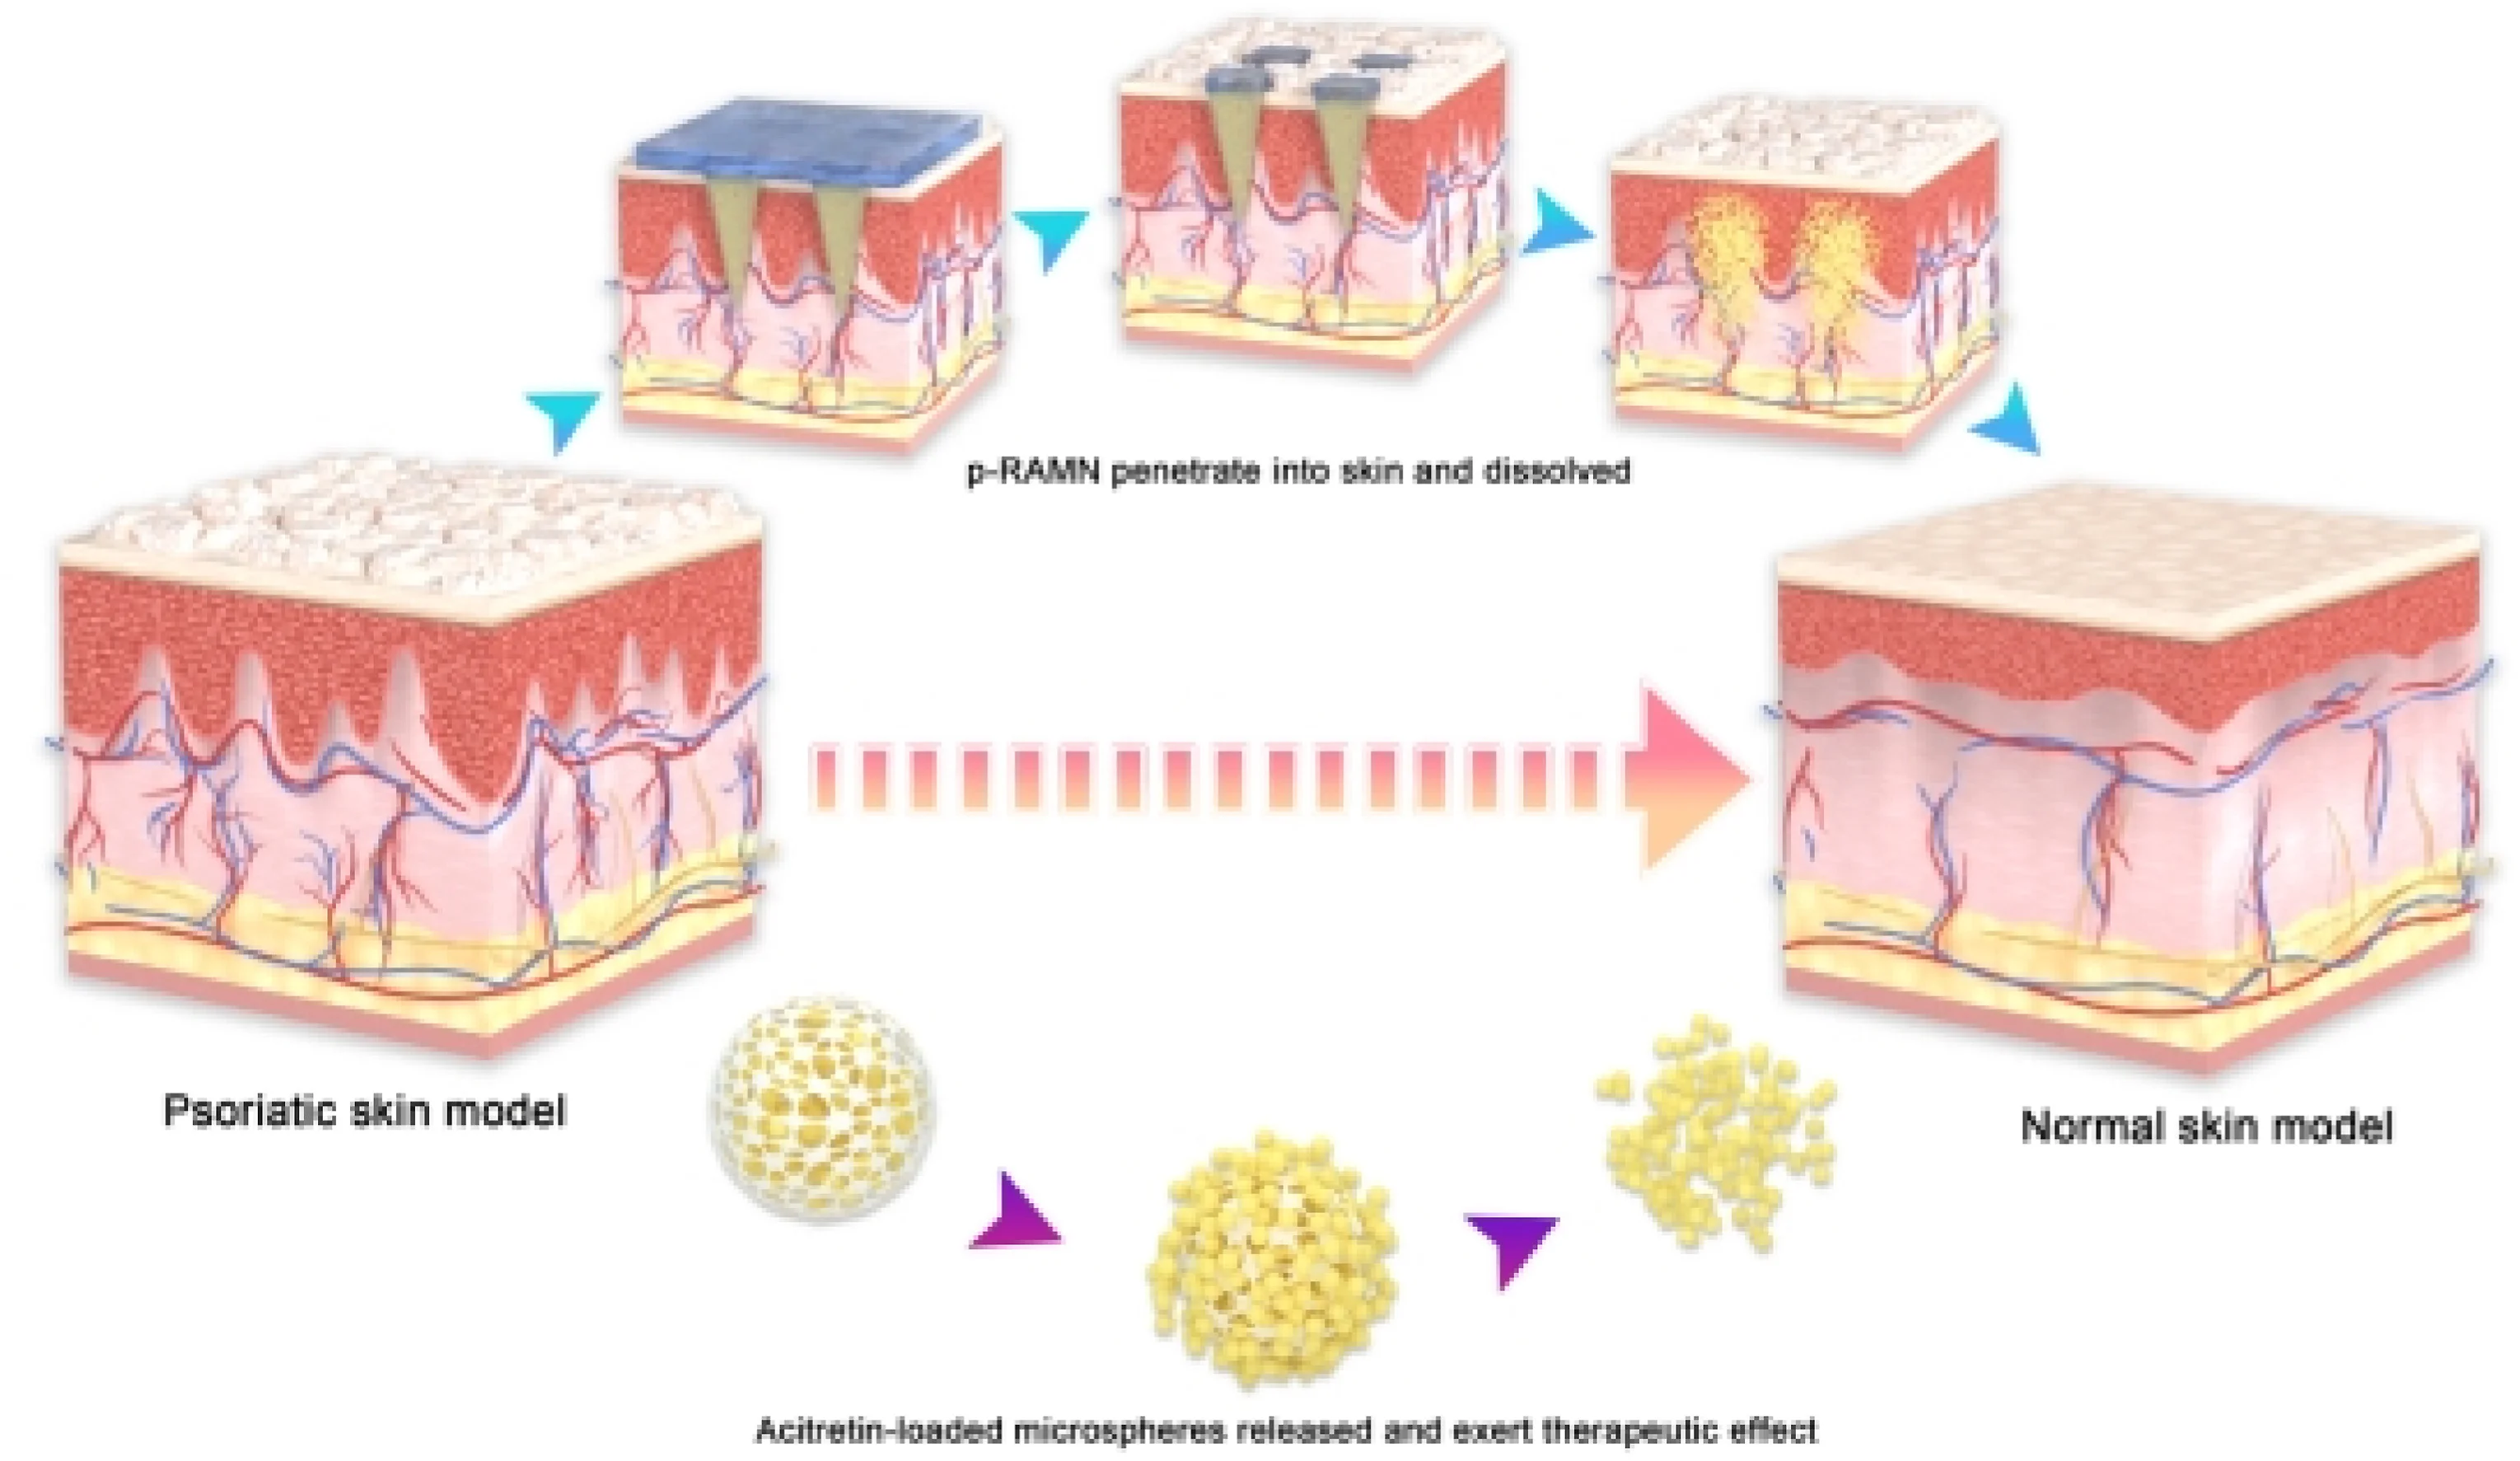 p-RAMN penetrate into skin and dissolved
Psoriatic skin model
Normal skin model
Acitretin-loaded microspheres released and exert therapeutic effect